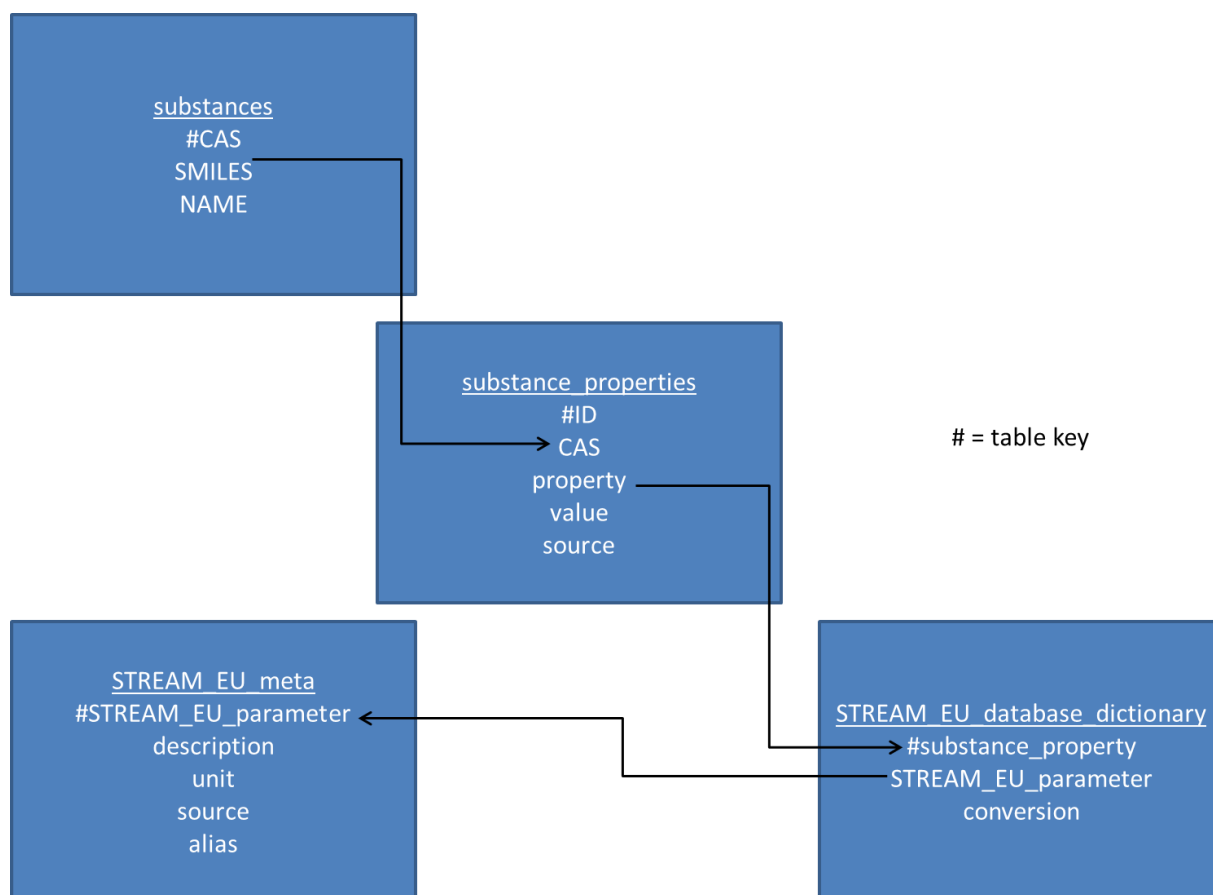 substances
#CAS
SMILES
NAME
substance_properties
#ID
CAS
property
value
source
# = table key
STREAM_EU_meta
#STREAM_EU_parameter
description
unit
source
alias
STREAM_EU_database_dictionary
#substance_property
STREAM_EU_parameter
conversion